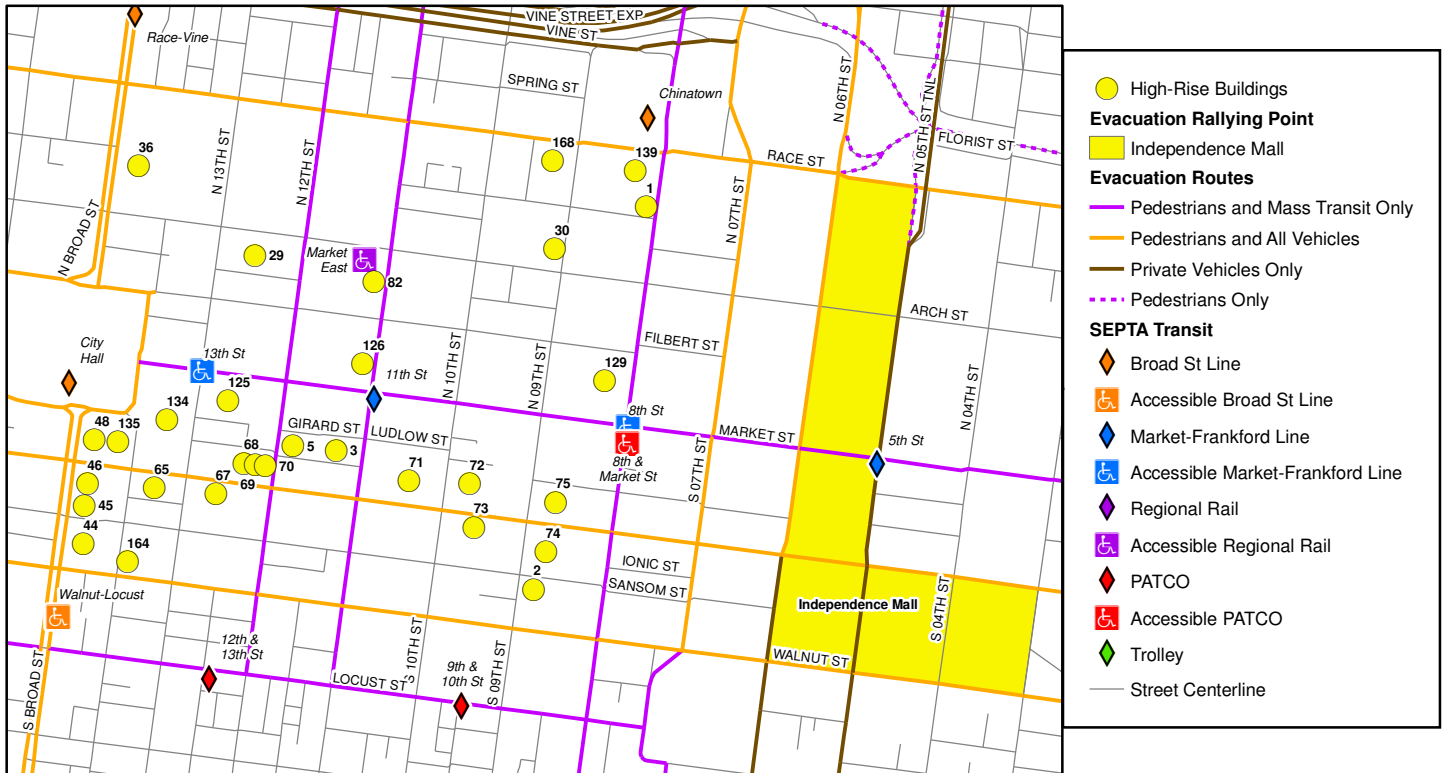 VINE STREET EXP
VINE ST
Race-Vine
SPRING ST
Chinatown
N 06TH ST
N 05TH ST TNL
FLORIST ST
36
N 13TH ST
N 12TH ST
168
139
1
RACE ST
N 07TH ST
N BROAD ST
29
Market
East
82
30
ARCH ST
City
Hall
13th St
126
11th St
N 10TH ST
N 09TH ST
FILBERT ST
129
N 04TH ST
125
134
48
135
GIRARD ST
LUDLOW ST
8th St
MARKET ST
5th St
68
5
3
70
67
69
46
65
45
44
164
71
72
73
75
74
2
8th &
Market St
S 07TH ST
IONIC ST
SANSOM ST
Walnut-Locust
Independence Mall
S 04TH ST
WALNUT ST
12th &
13th St
S 10TH ST
9th &
10th St
S 09TH ST
LOCUST ST
S BROAD ST
High-Rise Buildings
Evacuation Rallying Point
Independence Mall
Evacuation Routes
Pedestrians and Mass Transit Only
Pedestrians and All Vehicles
Private Vehicles Only
Pedestrians Only
SEPTA Transit
Broad St Line
Accessible Broad St Line
Market-Frankford Line
Accessible Market-Frankford Line
Regional Rail
Accessible Regional Rail
PATCO
Accessible PATCO
Trolley
Street Centerline